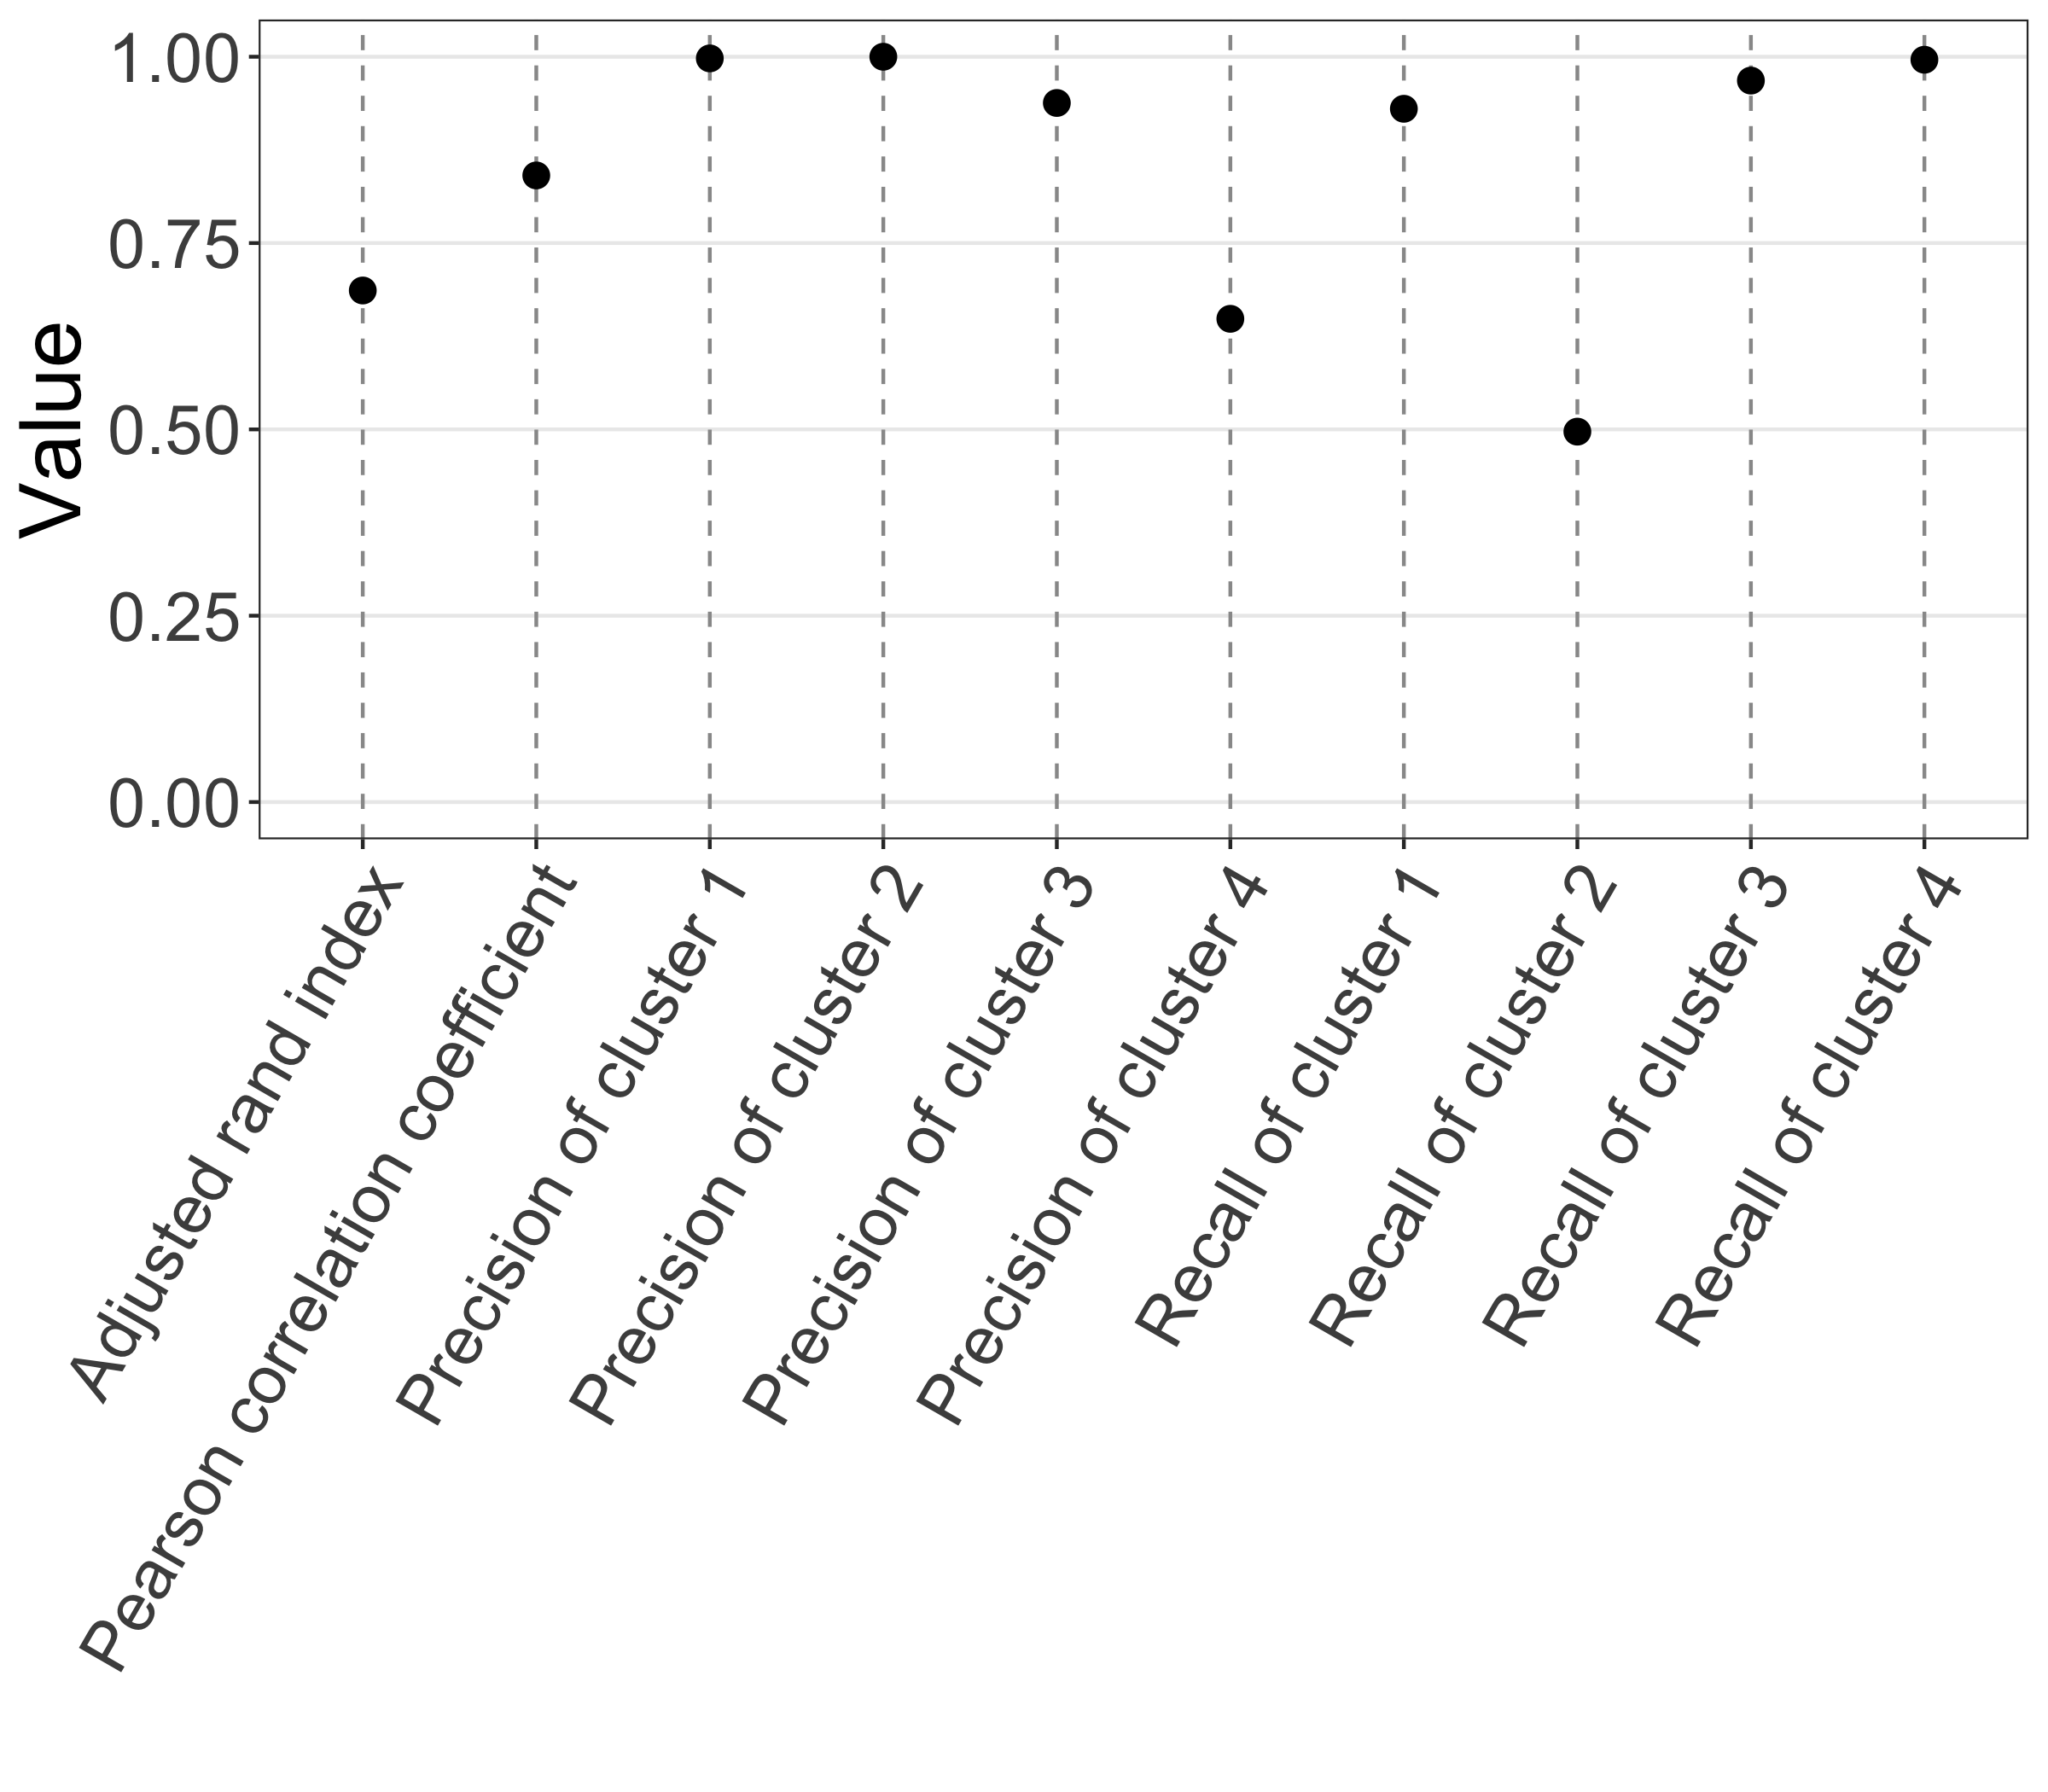 Value
1.00
0.75
0.50
0.25
0.00
Adjusted rand index
Pearson correlation coefficient
Precision of cluster 1
Precision of cluster 2
Precision of cluster 3
Precision of cluster 4
Recall of cluster 1
Recall of cluster 2
Recall of cluster 3
Recall of cluster 4